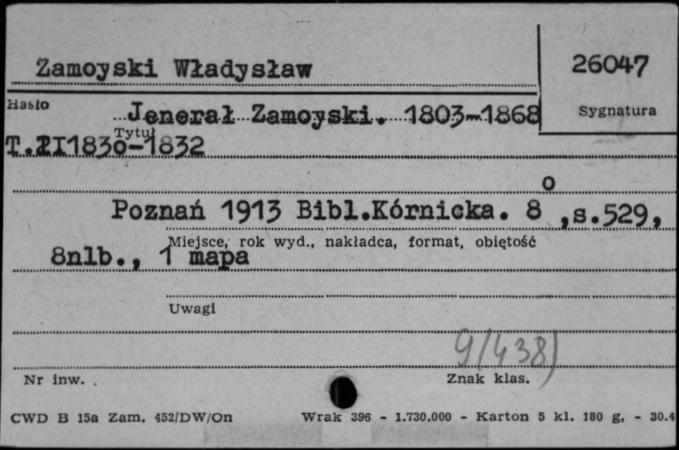 Zamoyski Władysław
26047
Hasło
Sygnatura
Jenerał Zamoyski. 1803-1868
Tytuł
T.II1830-1832
Poznań 1913 Bibl.Kórnicka. 8⁰,s.529,
Miejsce, rok wyd., nakładca, format, objętość
8nlb., 1 mapa
Uwagi
9/(438)
Nr inw. .
Znak klas.
CWD B 15a Zam. 452/DW/On Wrak 396 - 1.730.000 - Karton 5 kl. 180 g, - 30.4